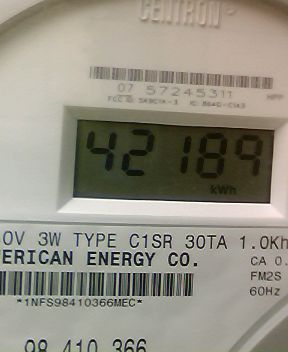 CENTRON
07 57245311
42189
kWh
0V 3W TYPE C1SR 30TA 1.0Kh
ERICAN ENERGY CO.
CA 0.
FM2S
60Hz
*1NFS98410366MEC*
98 410 366